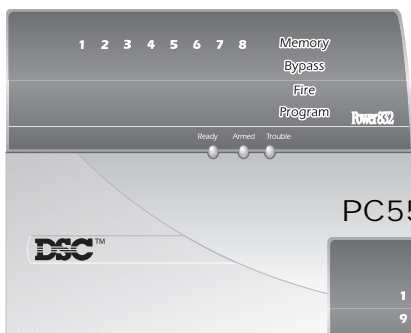 1 2 3 4 5 6 7 8 Memory
Bypass
Fire
Program Power832
Ready Armed Trouble
PC55
DSC™
1
9